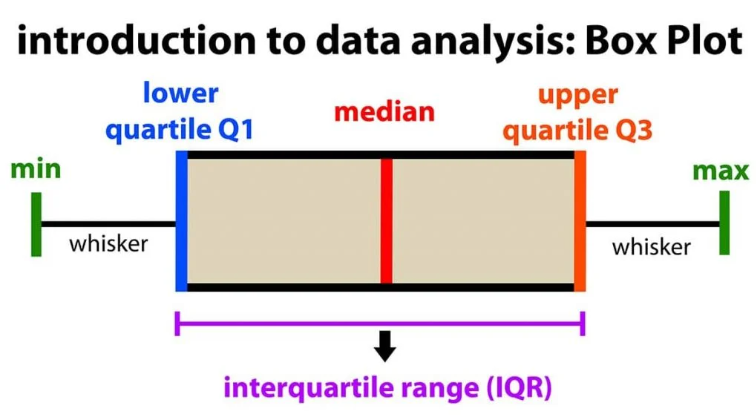 introduction to data analysis: Box Plot
lower
quartile Q1
median
upper
quartile Q3
min
max
whisker
whisker
interquartile range (IQR)